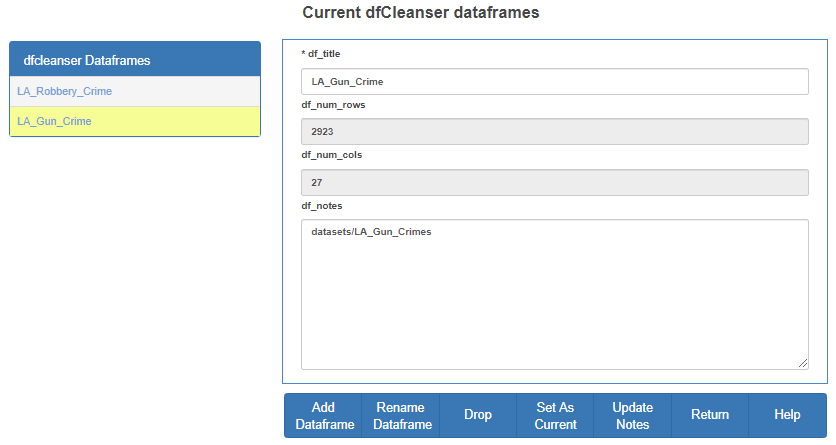 Current dfCleanser dataframes
dfcleanser Dataframes
LA_Robbery_Crime
LA_Gun_Crime
* df_title
LA_Gun_Crime
df_num_rows
2923
df_num_cols
27
df_notes
datasets/LA_Gun_Crimes
Add
Dataframe
Rename
Dataframe
Drop
Set As
Current
Update
Notes
Return
Help